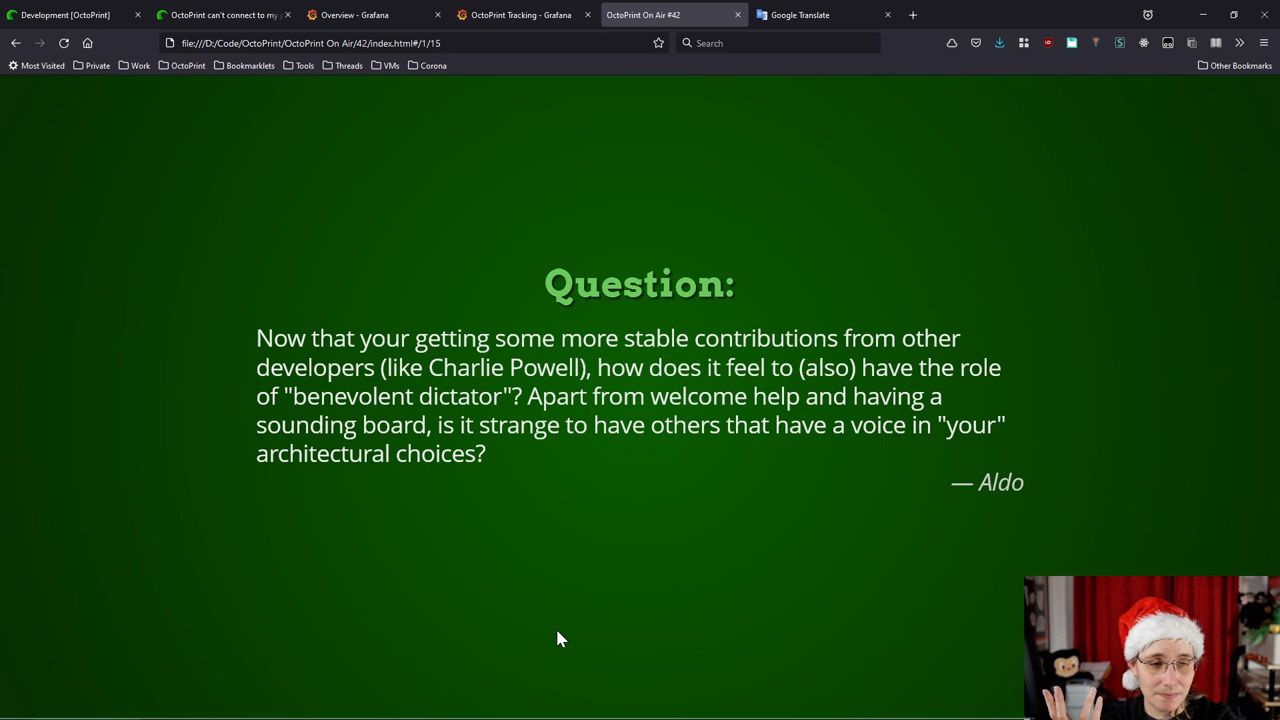 Development [OctoPrint]
OctoPrint can't connect to my p
Overview - Grafana
OctoPrint Tracking - Grafana
OctoPrint On Air #42
Google Translate
file:///D:/Code/OctoPrint/OctoPrint On Air/42/index.html#/1/15
Search
Most Visited
Private
Work
OctoPrint
Bookmarklets
Tools
Threads
VMs
Corona
Other Bookmarks
Question:
Now that your getting some more stable contributions from other
developers (like Charlie Powell), how does it feel to (also) have the role
of "benevolent dictator"? Apart from welcome help and having a
sounding board, is it strange to have others that have a voice in "your"
architectural choices?
— Aldo